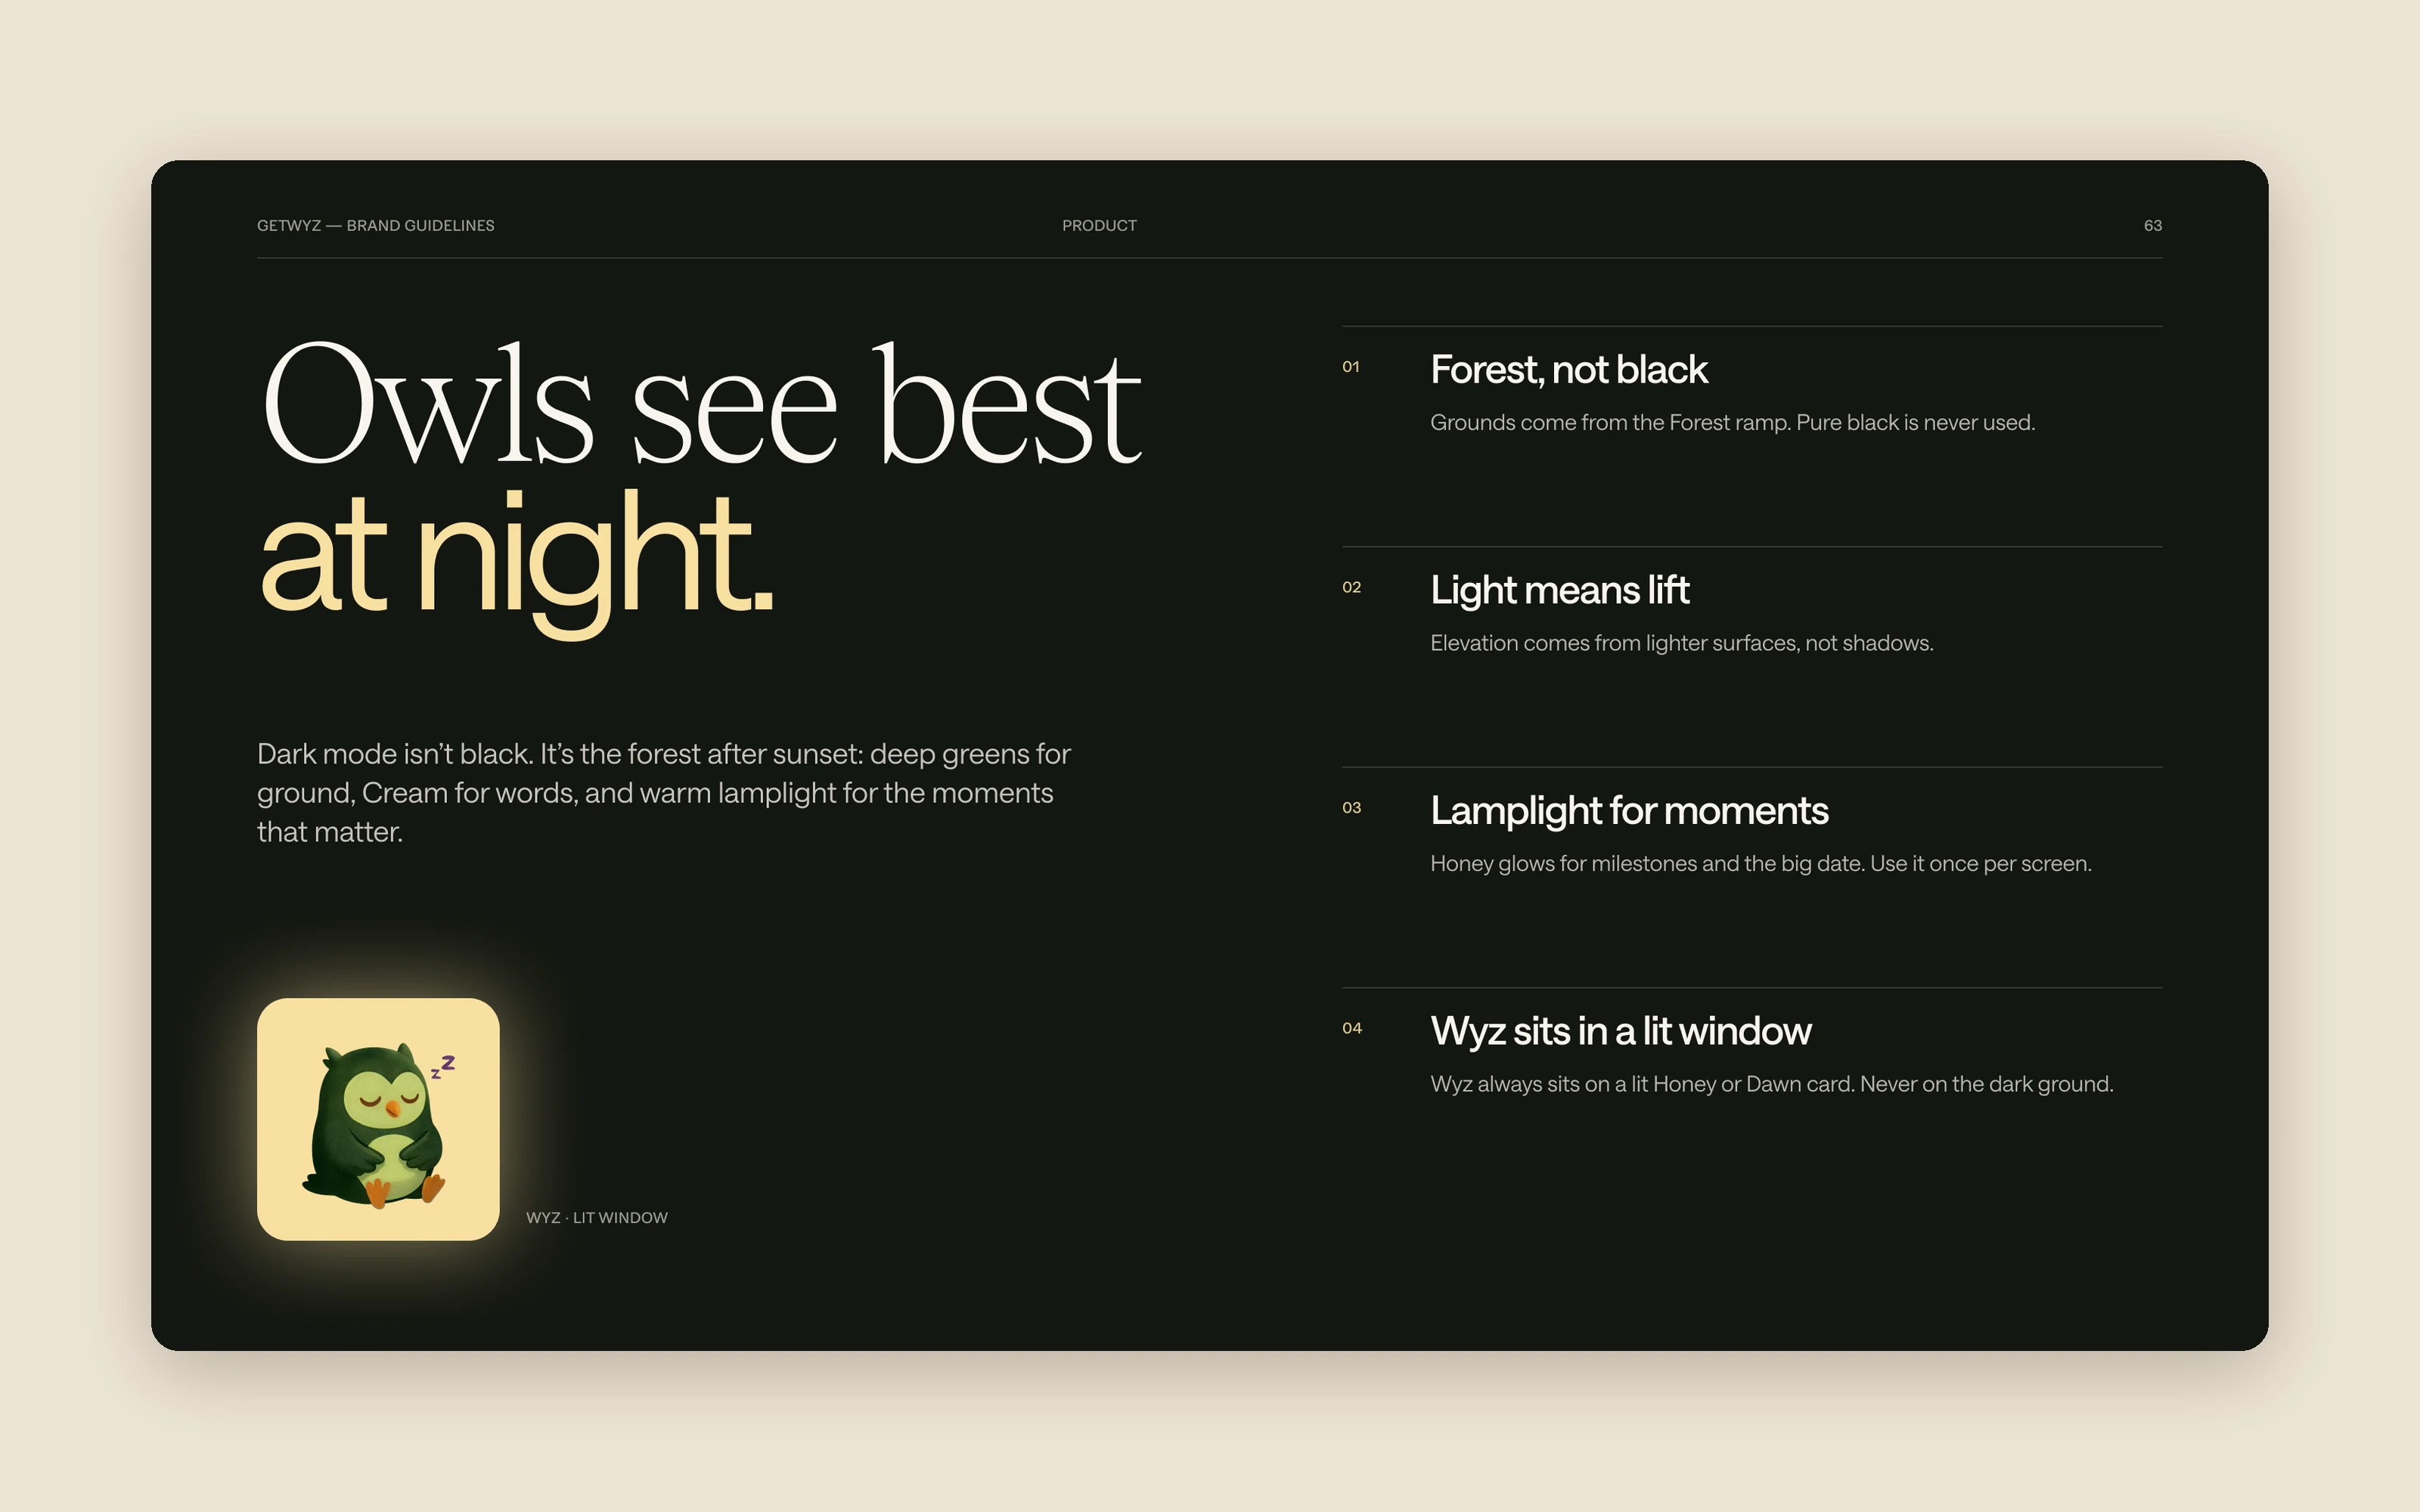 GETWYZ — BRAND GUIDELINES
PRODUCT
63
Owls see best
at night.
Dark mode isn’t black. It’s the forest after sunset: deep greens for
ground, Cream for words, and warm lamplight for the moments
that matter.
zz
WYZ · LIT WINDOW
01
Forest, not black
Grounds come from the Forest ramp. Pure black is never used.
02
Light means lift
Elevation comes from lighter surfaces, not shadows.
03
Lamplight for moments
Honey glows for milestones and the big date. Use it once per screen.
04
Wyz sits in a lit window
Wyz always sits on a lit Honey or Dawn card. Never on the dark ground.